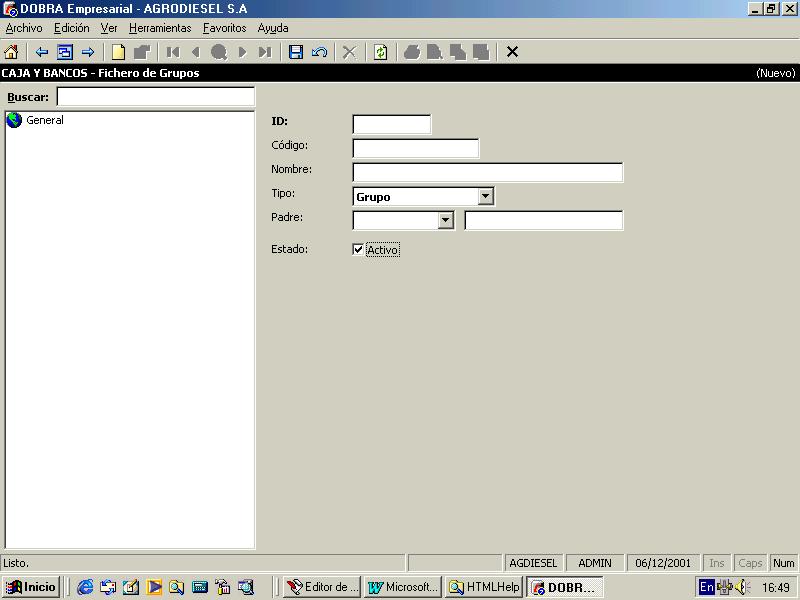 DOBRA Empresarial - AGRODIESEL S.A
Archivo Edición Ver Herramientas Favoritos Ayuda
CAJA Y BANCOS - Fichero de Grupos (Nuevo)
Buscar:
General
ID:
Código:
Nombre:
Tipo: Grupo
Padre:
Estado: Activo
Listo. AGDIESEL ADMIN 06/12/2001 Ins Caps Num
Inicio Editor de ... Microsoft... HTMLHelp DOBR... En 16:49